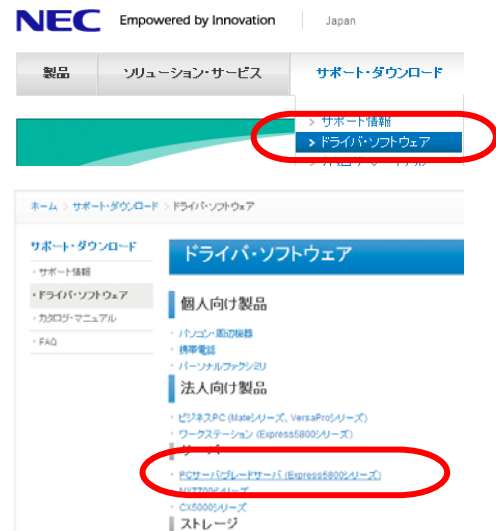 NEC Empowered by Innovation Japan
製品 ソリューション・サービス サポート・ダウンロード
> サポート情報
> ドライバ・ソフトウェア
ホーム > サポート・ダウンロード > ドライバ・ソフトウェア
サポート・ダウンロード
・サポート情報
・ドライバ・ソフトウェア
・カタログ・マニュアル
・FAQ
ドライバ・ソフトウェア
個人向け製品
・パソコン・周辺機器
・携帯電話
・パーソナルファクシミリ
法人向け製品
・ビジネスPC (Mateシリーズ、VersaProシリーズ)
・ワークステーション (Express5800シリーズ)
・PCサーバ/ブレードサーバ (Express5800シリーズ)
・NX7700シリーズ
・CX5000シリーズ
ストレージ